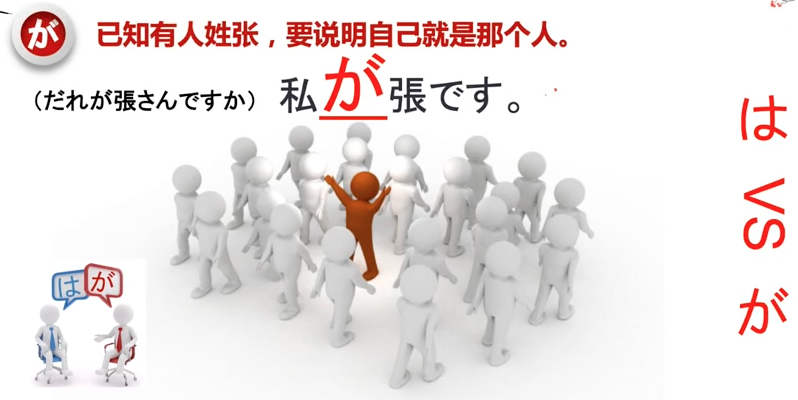 が
已知有人姓张，要说明自己就是那个人。
（だれが張さんですか） 私が張です。
は VS が
は が